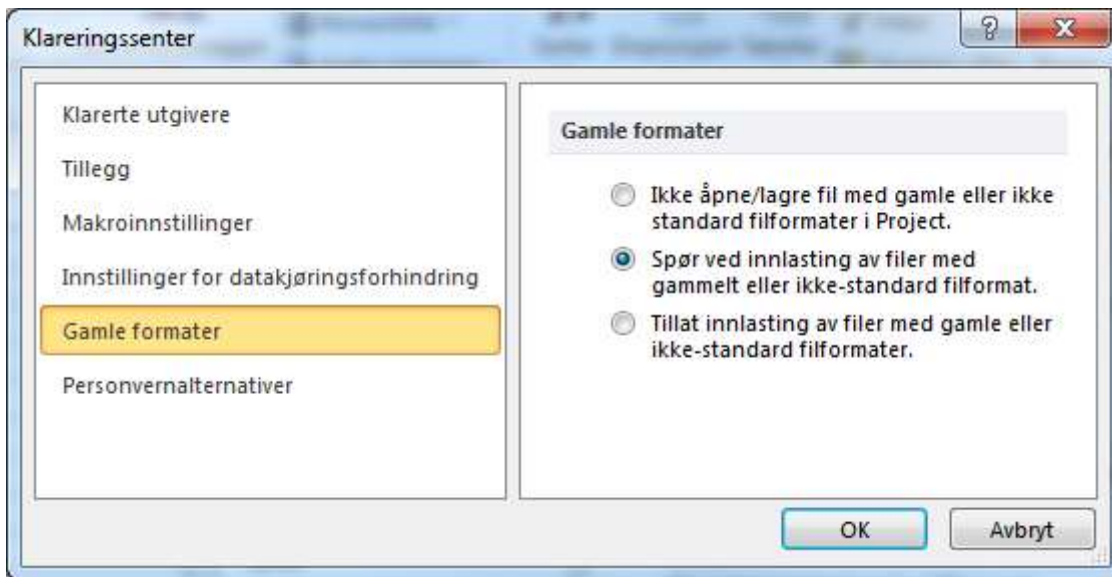 Klareringssenter
Klarerte utgivere
Tillegg
Makroinnstillinger
Innstillinger for datakjøringsforhindring
Gamle formater
Personvernalternativer
Gamle formater
Ikke åpne/lagre fil med gamle eller ikke
standard filformater i Project.
Spør ved innlasting av filer med
gammelt eller ikke-standard filformat.
Tillat innlasting av filer med gamle eller
ikke-standard filformater.
OK
Avbryt